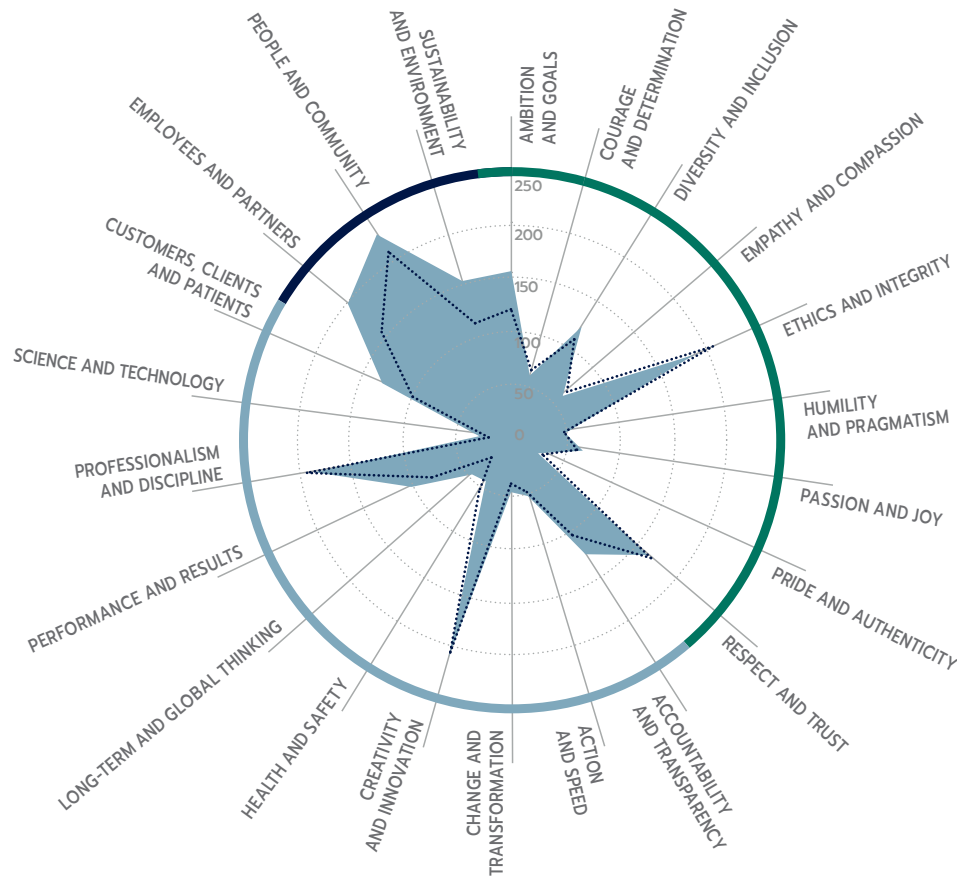 AMBITION
AND GOALS
COURAGE
AND DETERMINATION
DIVERSITY AND INCLUSION
EMPATHY AND COMPASSION
ETHICS AND INTEGRITY
HUMILITY
AND PRAGMATISM
PASSION AND JOY
PRIDE AND AUTHENTICITY
RESPECT AND TRUST
ACCOUNTABILITY
AND TRANSPARENCY
ACTION
AND SPEED
CHANGE AND
TRANSFORMATION
CREATIVITY
AND INNOVATION
HEALTH AND SAFETY
LONG-TERM AND GLOBAL THINKING
PERFORMANCE AND RESULTS
PROFESSIONALISM
AND DISCIPLINE
SCIENCE AND TECHNOLOGY
CUSTOMERS, CLIENTS
AND PATIENTS
EMPLOYEES AND PARTNERS
PEOPLE AND COMMUNITY
SUSTAINABILITY
AND ENVIRONMENT
250
200
150
100
50
0